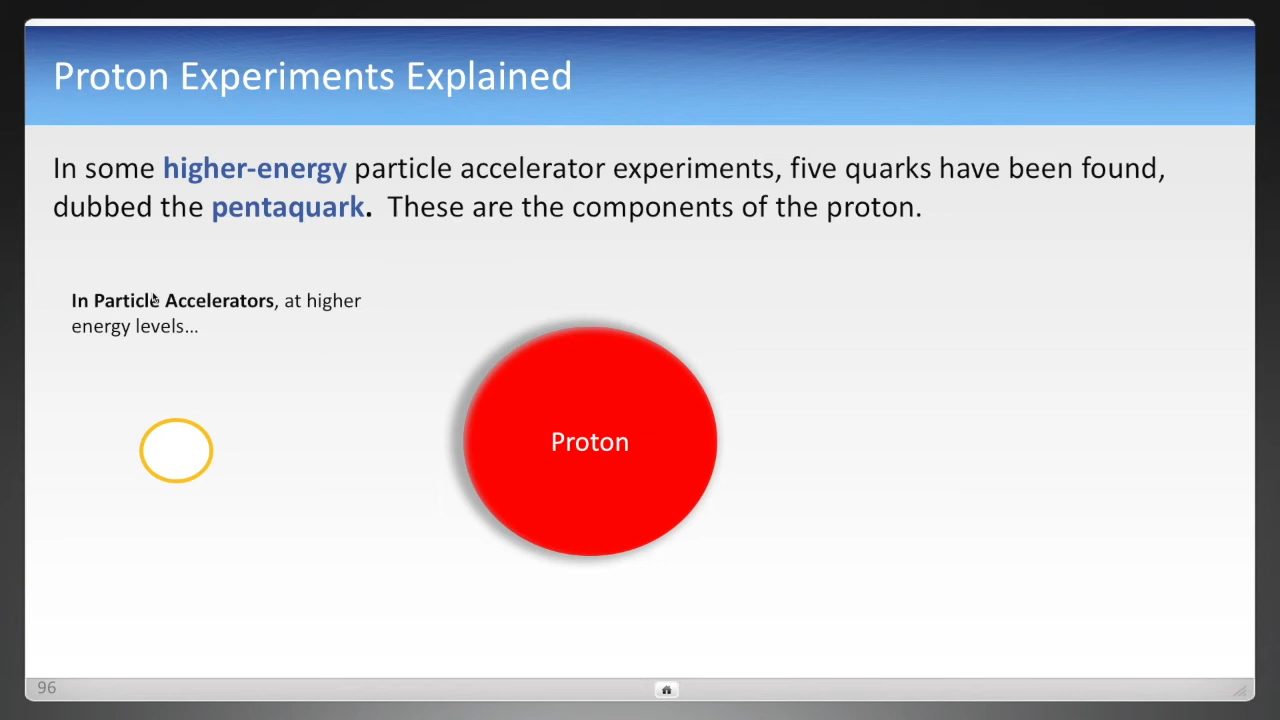 Proton Experiments Explained
In some higher-energy particle accelerator experiments, five quarks have been found,
dubbed the pentaquark. These are the components of the proton.
In Particle Accelerators, at higher
energy levels…
Proton
96